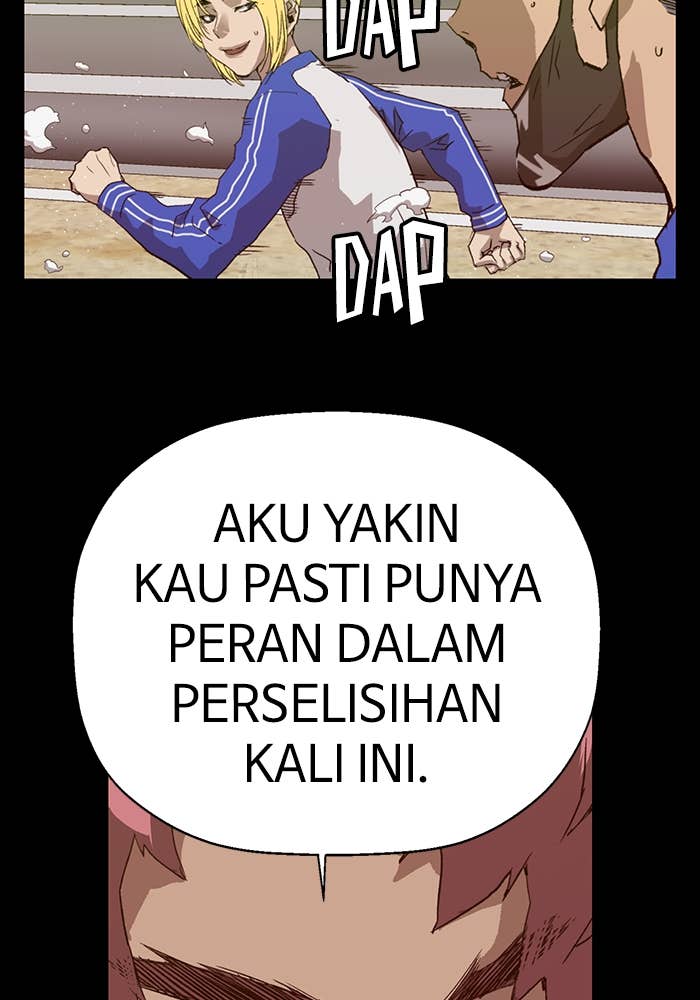 DAP
DAP
AKU YAKIN
KAU PASTI PUNYA
PERAN DALAM
PERSELISIHAN
KALI INI.